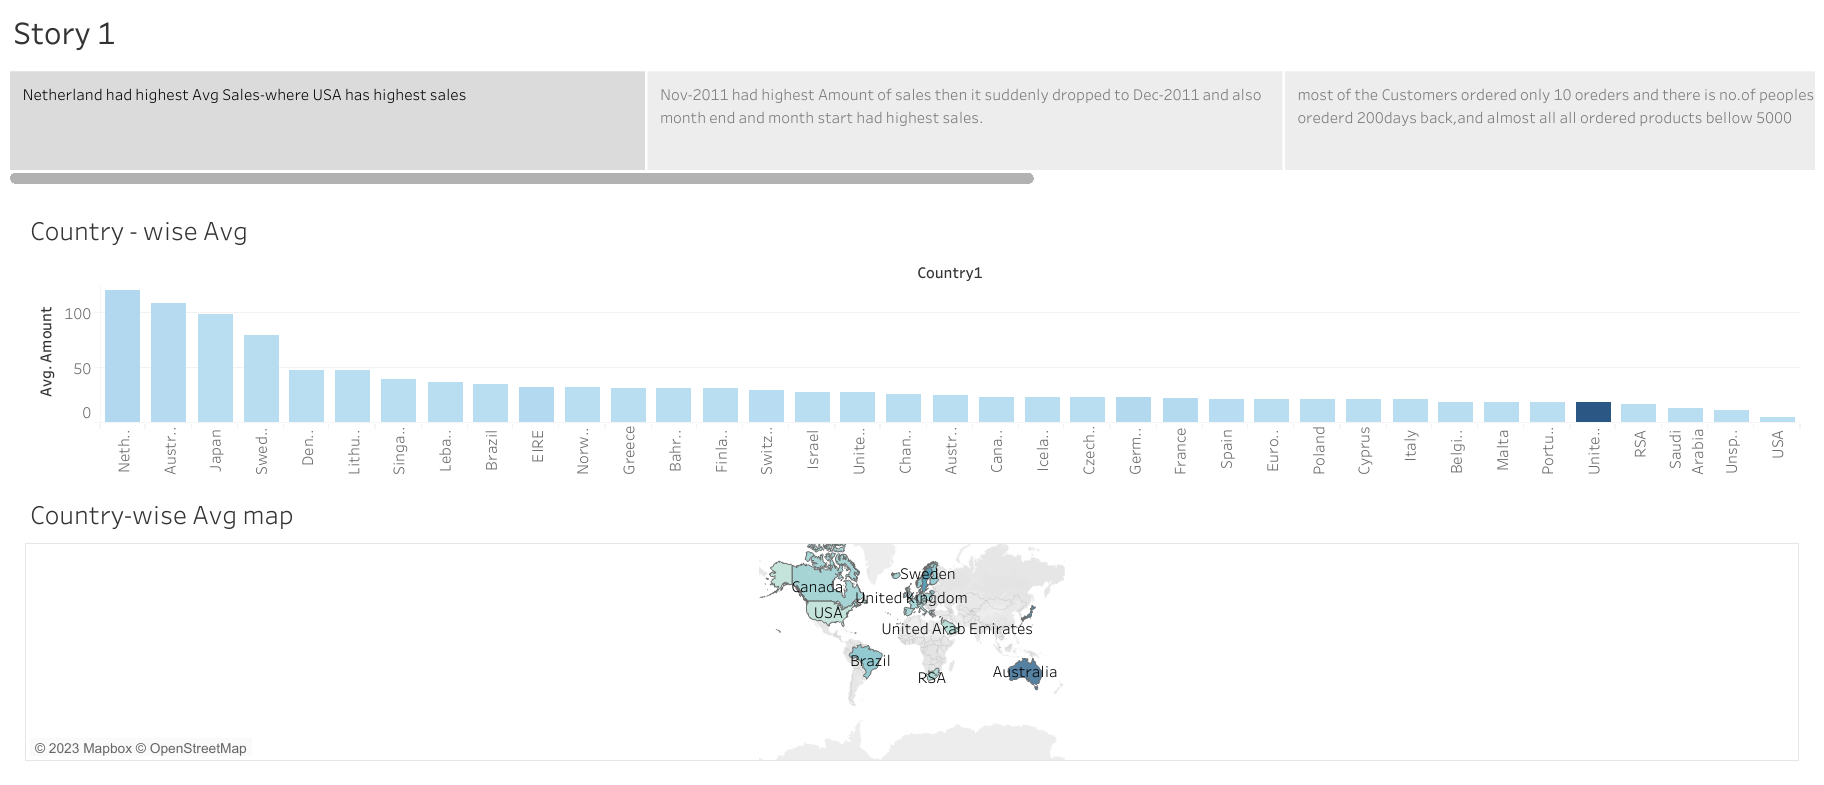 Story 1
Netherland had highest Avg Sales-where USA has highest sales
Nov-2011 had highest Amount of sales then it suddenly dropped to Dec-2011 and also
month end and month start had highest sales.
most of the Customers ordered only 10 oreders and there is no.of peoples
orederd 200days back,and almost all all ordered products bellow 5000
Country - wise Avg
Country1
Avg. Amount
100
50
0
Neth..
Austr..
Japan
Swed..
Den..
Lithu..
Singa..
Leba..
Brazil
EIRE
Norw..
Greece
Bahr..
Finla..
Switz..
Israel
Unite..
Chan..
Austr..
Cana..
Icela..
Czech..
Germ..
France
Spain
Euro..
Poland
Cyprus
Italy
Belgi..
Malta
Portu..
Unite..
RSA
Saudi
Arabia
Unsp..
USA
Country-wise Avg map
Sweden
Canada
United Kingdom
USA
United Arab Emirates
Brazil
Australia
RSA
© 2023 Mapbox © OpenStreetMap